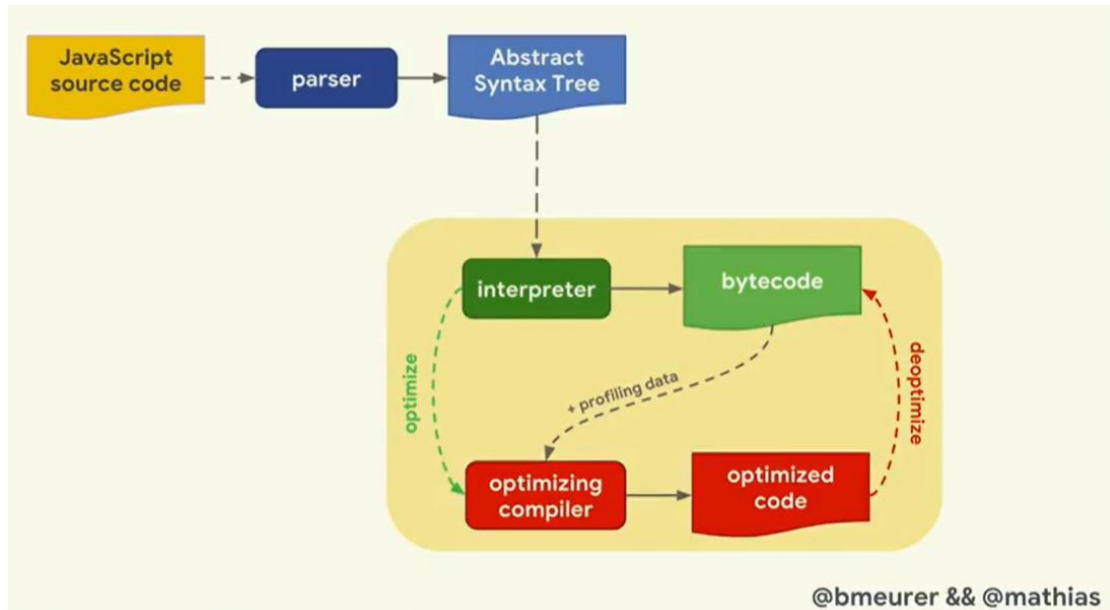 JavaScript
source code
parser
Abstract
Syntax Tree
interpreter
bytecode
optimize
+ profiling data
deoptimize
optimizing
compiler
optimized
code
@bmeurer && @mathias